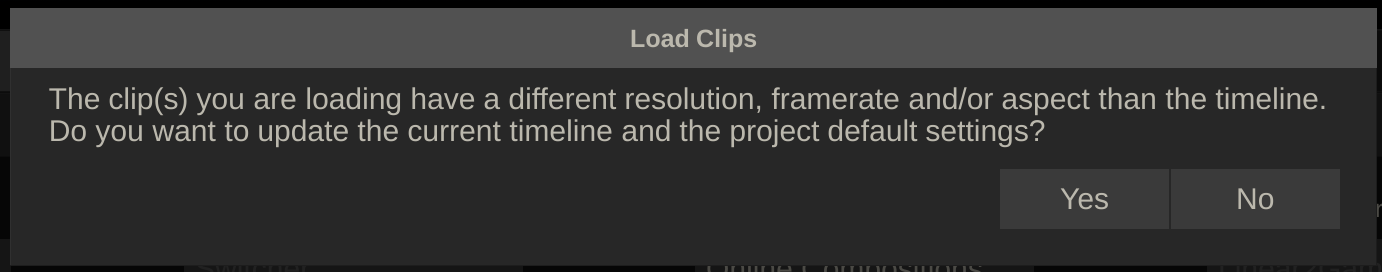 Load Clips
The clip(s) you are loading have a different resolution, framerate and/or aspect than the timeline.
Do you want to update the current timeline and the project default settings?
Yes No